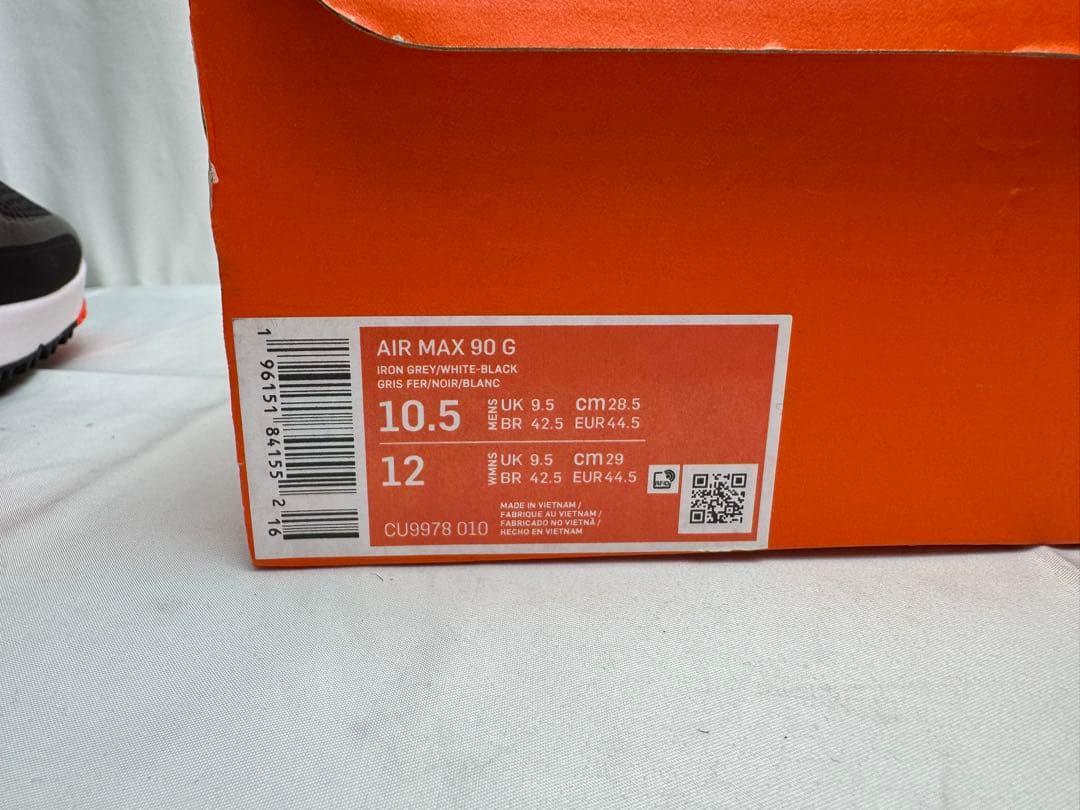 AIR MAX 90 G
IRON GREY/WHITE-BLACK
GRIS FER/NOIR/BLANC
10.5 MENS UK 9.5 cm 28.5
BR 42.5 EUR 44.5
12 WMNS UK 9.5 cm 29
BR 42.5 EUR 44.5
RFID
CU9978 010
MADE IN VIETNAM /
FABRIQUE AU VIETNAM /
FABRICADO NO VIETNÃ /
HECHO EN VIETNAM
1 96151 84155 2 16